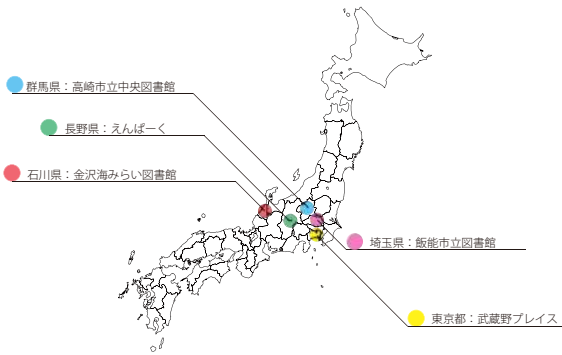 群馬県：高崎市立中央図書館
長野県：えんぱーく
石川県：金沢海みらい図書館
埼玉県：飯能市立図書館
東京都：武蔵野プレイス